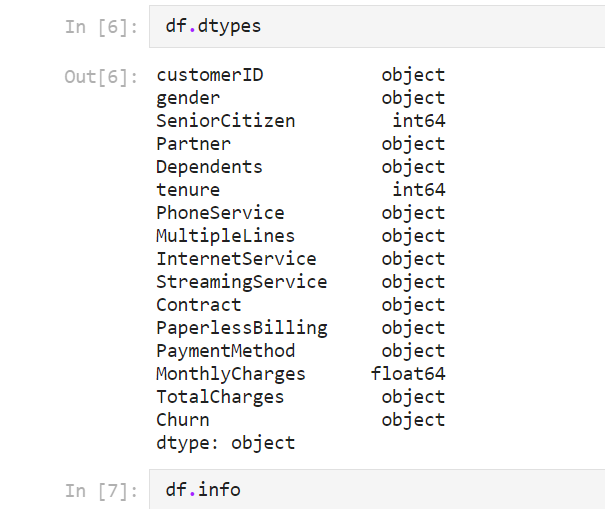 In [6]: df.dtypes
Out[6]: customerID object
gender object
SeniorCitizen int64
Partner object
Dependents object
tenure int64
PhoneService object
MultipleLines object
InternetService object
StreamingService object
Contract object
PaperlessBilling object
PaymentMethod object
MonthlyCharges float64
TotalCharges object
Churn object
dtype: object
In [7]: df.info